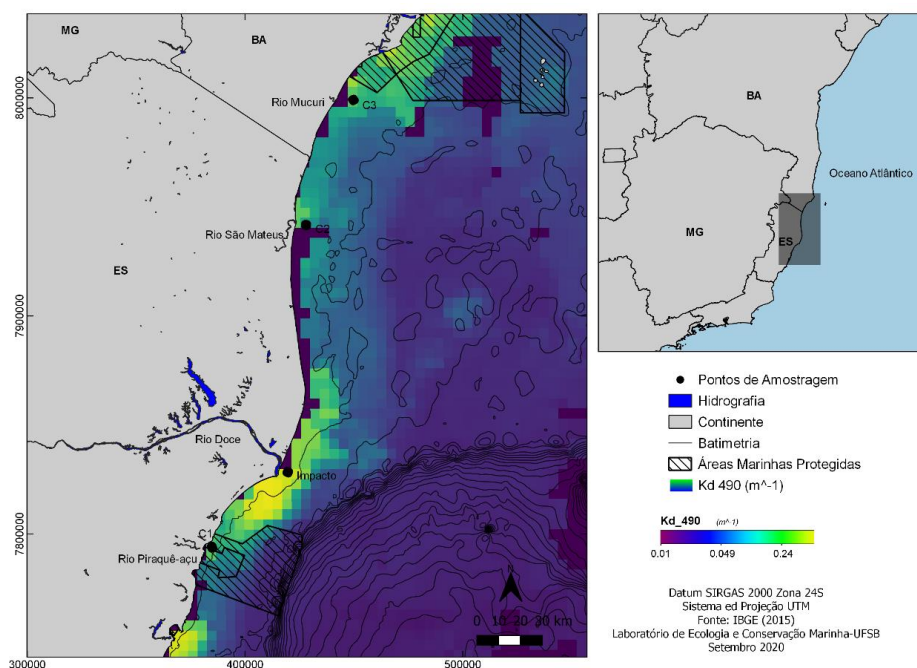 MG
BA
Rio Mucuri
C3
Rio São Mateus
C2
ES
Rio Doce
Impacto
C1
Rio Piraquê-açu
8000000
7900000
7800000
300000
400000
500000
N
0 10 20 30 km
BA
Oceano Atlântico
MG
ES
Pontos de Amostragem
Hidrografia
Continente
Batimetria
Áreas Marinhas Protegidas
Kd 490 (m^-1)
Kd_490 (m^-1)
0.01 0.049 0.24
Datum SIRGAS 2000 Zona 24S
Sistema ed Projeção UTM
Fonte: IBGE (2015)
Laboratório de Ecologia e Conservação Marinha-UFSB
Setembro 2020